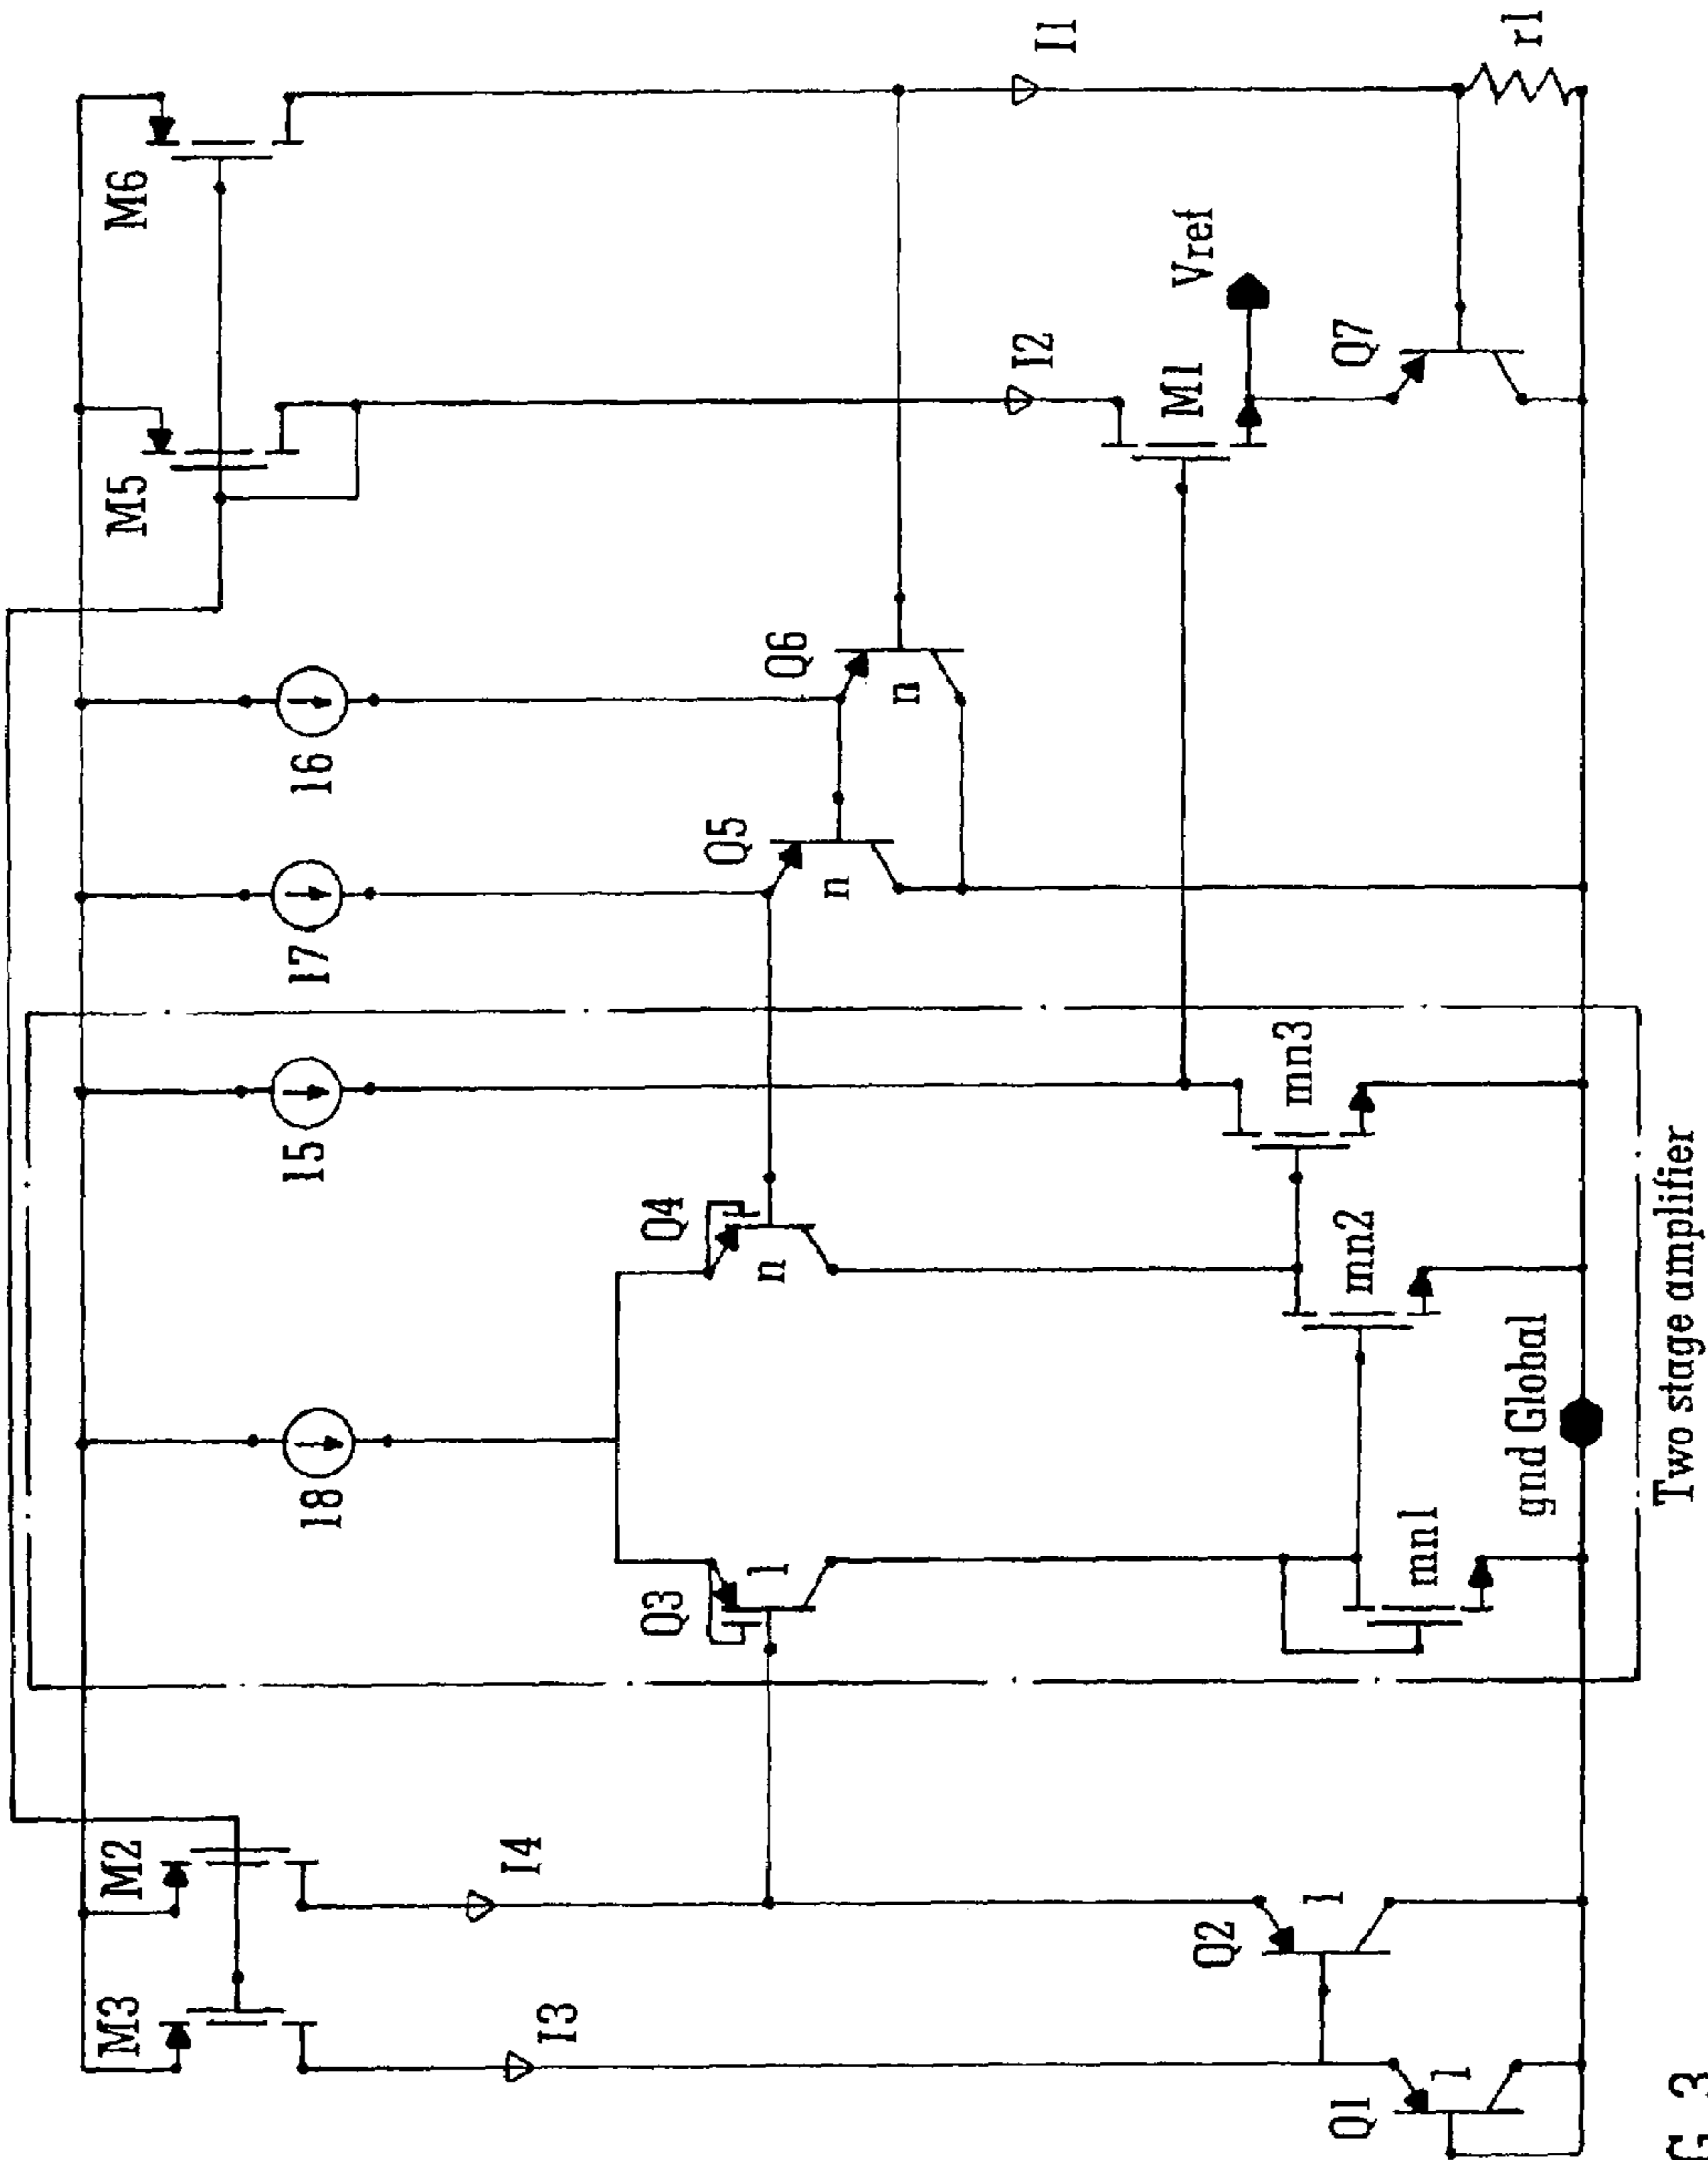 M3
M2
M5
M6
18
15
17
16
I3
I4
Q3
1
Q4
n
Q5
n
Q6
n
I2
I1
Q2
1
Q1
1
mn1
mn2
mn3
M1
Vref
Q7
r1
gnd Global
Two stage amplifier
G. 3